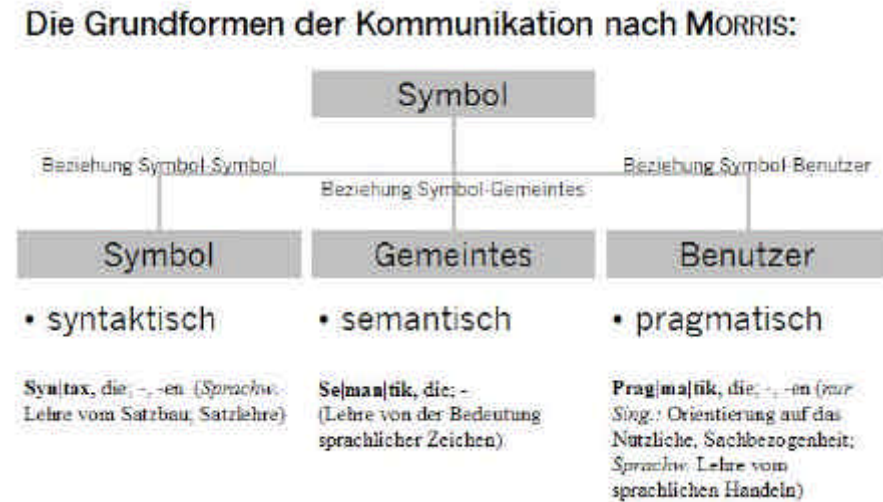 Die Grundformen der Kommunikation nach MORRIS:
Symbol
Beziehung Symbol-Symbol
Beziehung Symbol-Gemeintes
Beziehung Symbol-Benutzer
Symbol
Gemeintes
Benutzer
• syntaktisch
• semantisch
• pragmatisch
Syn|tax, die; -, -en (Sprachw.
Lehre vom Satzbau; Satzlehre)
Se|man|tik, die; -
(Lehre von der Bedeutung
sprachlicher Zeichen)
Prag|ma|tik, die; -, -en (nur
Sing.: Orientierung auf das
Nützliche, Sachbezogenheit;
Sprachw. Lehre vom
sprachlichen Handeln)